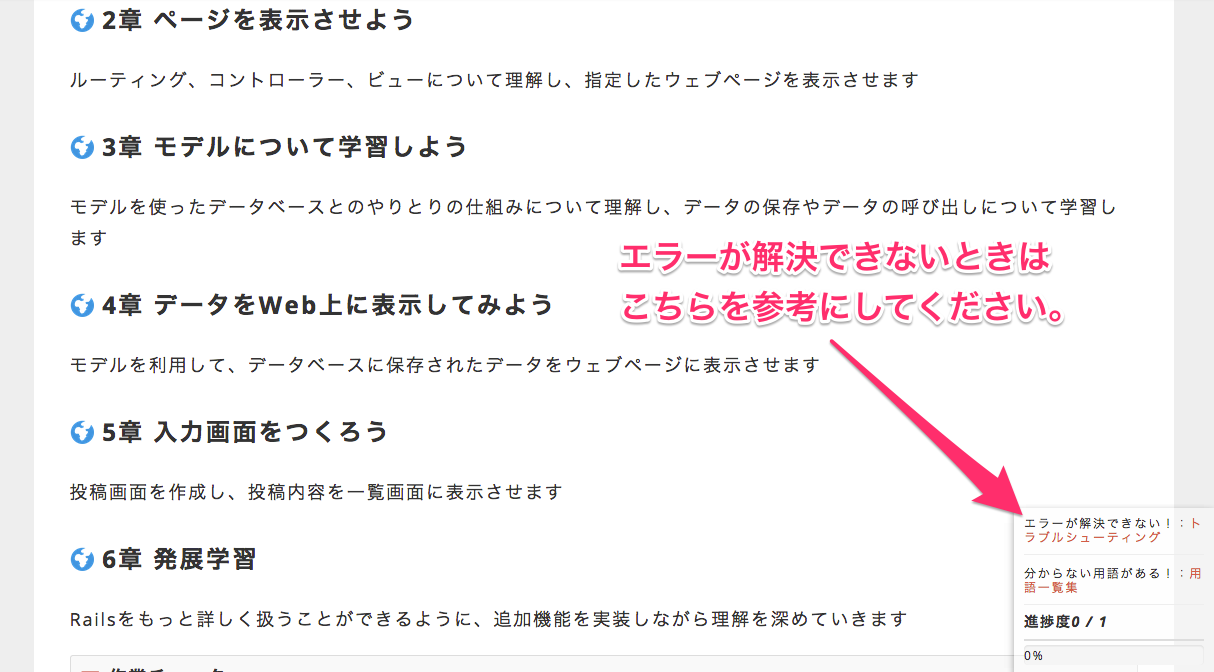 2章 ページを表示させよう
ルーティング、コントローラー、ビューについて理解し、指定したウェブページを表示させます
3章 モデルについて学習しよう
モデルを使ったデータベースとのやりとりの仕組みについて理解し、データの保存やデータの呼び出しについて学習し
ます
エラーが解決できないときは
こちらを参考にしてください。
4章 データをWeb上に表示してみよう
モデルを利用して、データベースに保存されたデータをウェブページに表示させます
5章 入力画面をつくろう
投稿画面を作成し、投稿内容を一覧画面に表示させます
6章 発展学習
Railsをもっと詳しく扱うことができるように、追加機能を実装しながら理解を深めていきます
エラーが解決できない！：ト
ラブルシューティング
分からない用語がある！：用
語一覧集
進捗度0 / 1
0%